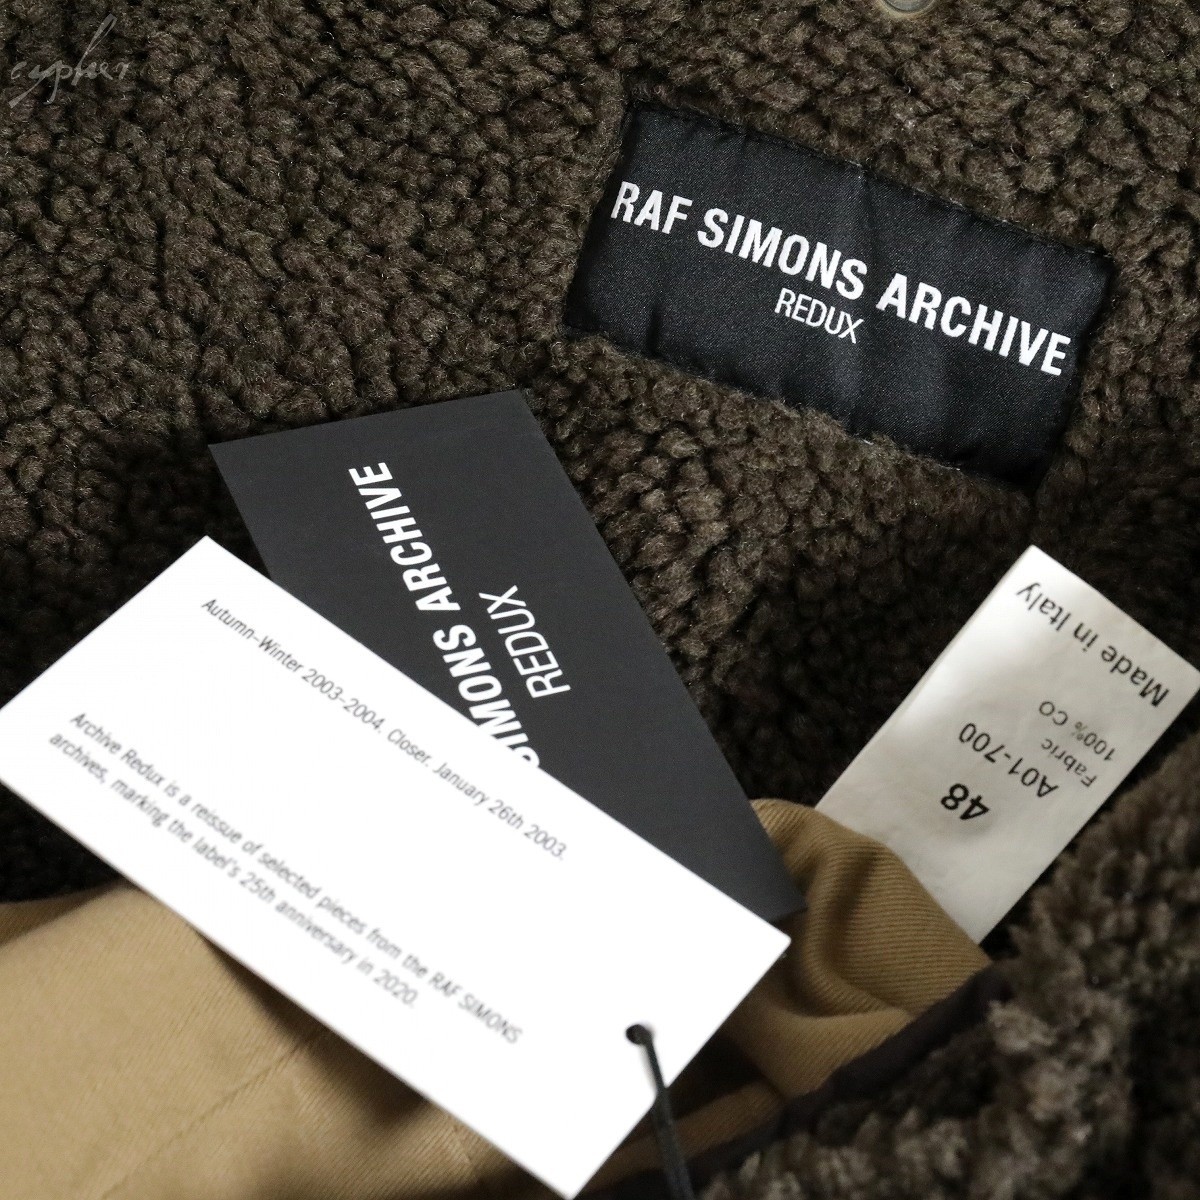 cypher
RAF SIMONS ARCHIVE
REDUX
SIMONS ARCHIVE
REDUX
Autumn-Winter 2003-2004. Closer. January 26th 2003.
Archive Redux is a reissue of selected pieces from the RAF SIMONS
archives, marking the label's 25th anniversary in 2020.
Made in Italy
100% CO
Fabric
A01-700
48